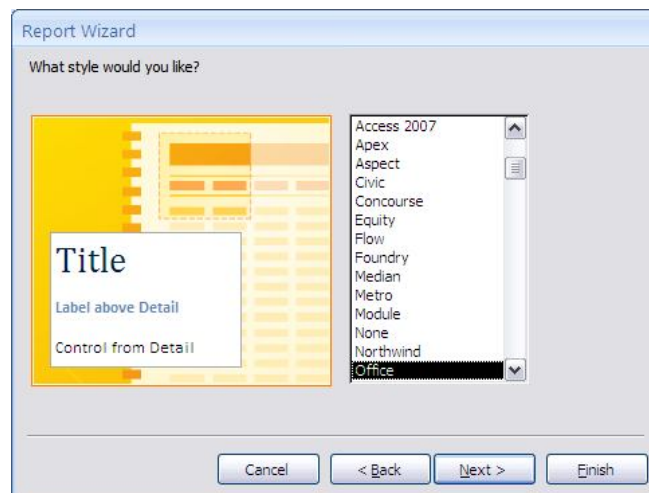 Report Wizard
What style would you like?
Title
Label above Detail
Control from Detail
Access 2007
Apex
Aspect
Civic
Concourse
Equity
Flow
Foundry
Median
Metro
Module
None
Northwind
Office
Cancel
< Back
Next >
Finish